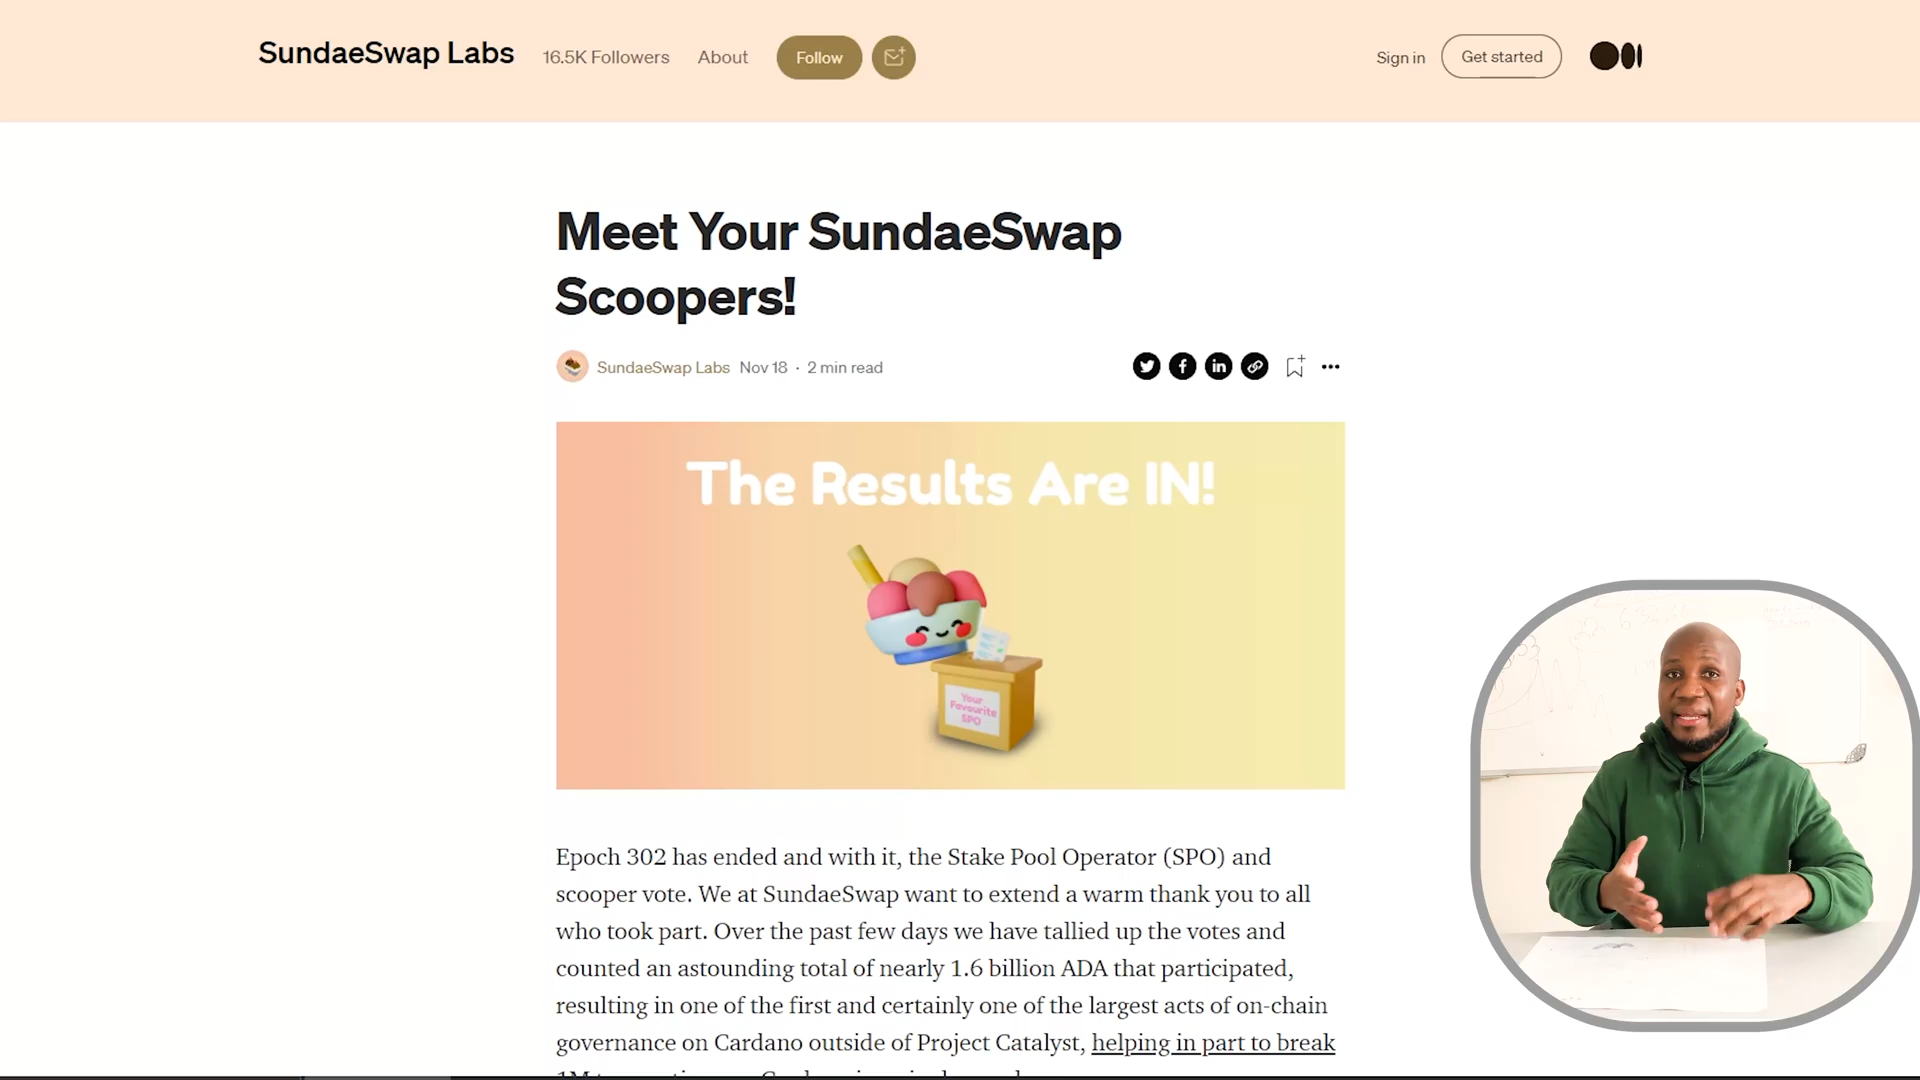 SundaeSwap Labs 16.5K Followers About Follow Sign in Get started
Meet Your SundaeSwap
Scoopers!
SundaeSwap Labs Nov 18 · 2 min read
The Results Are IN!
Your
Favourite
SPO
Epoch 302 has ended and with it, the Stake Pool Operator (SPO) and
scooper vote. We at SundaeSwap want to extend a warm thank you to all
who took part. Over the past few days we have tallied up the votes and
counted an astounding total of nearly 1.6 billion ADA that participated,
resulting in one of the first and certainly one of the largest acts of on-chain
governance on Cardano outside of Project Catalyst, helping in part to break